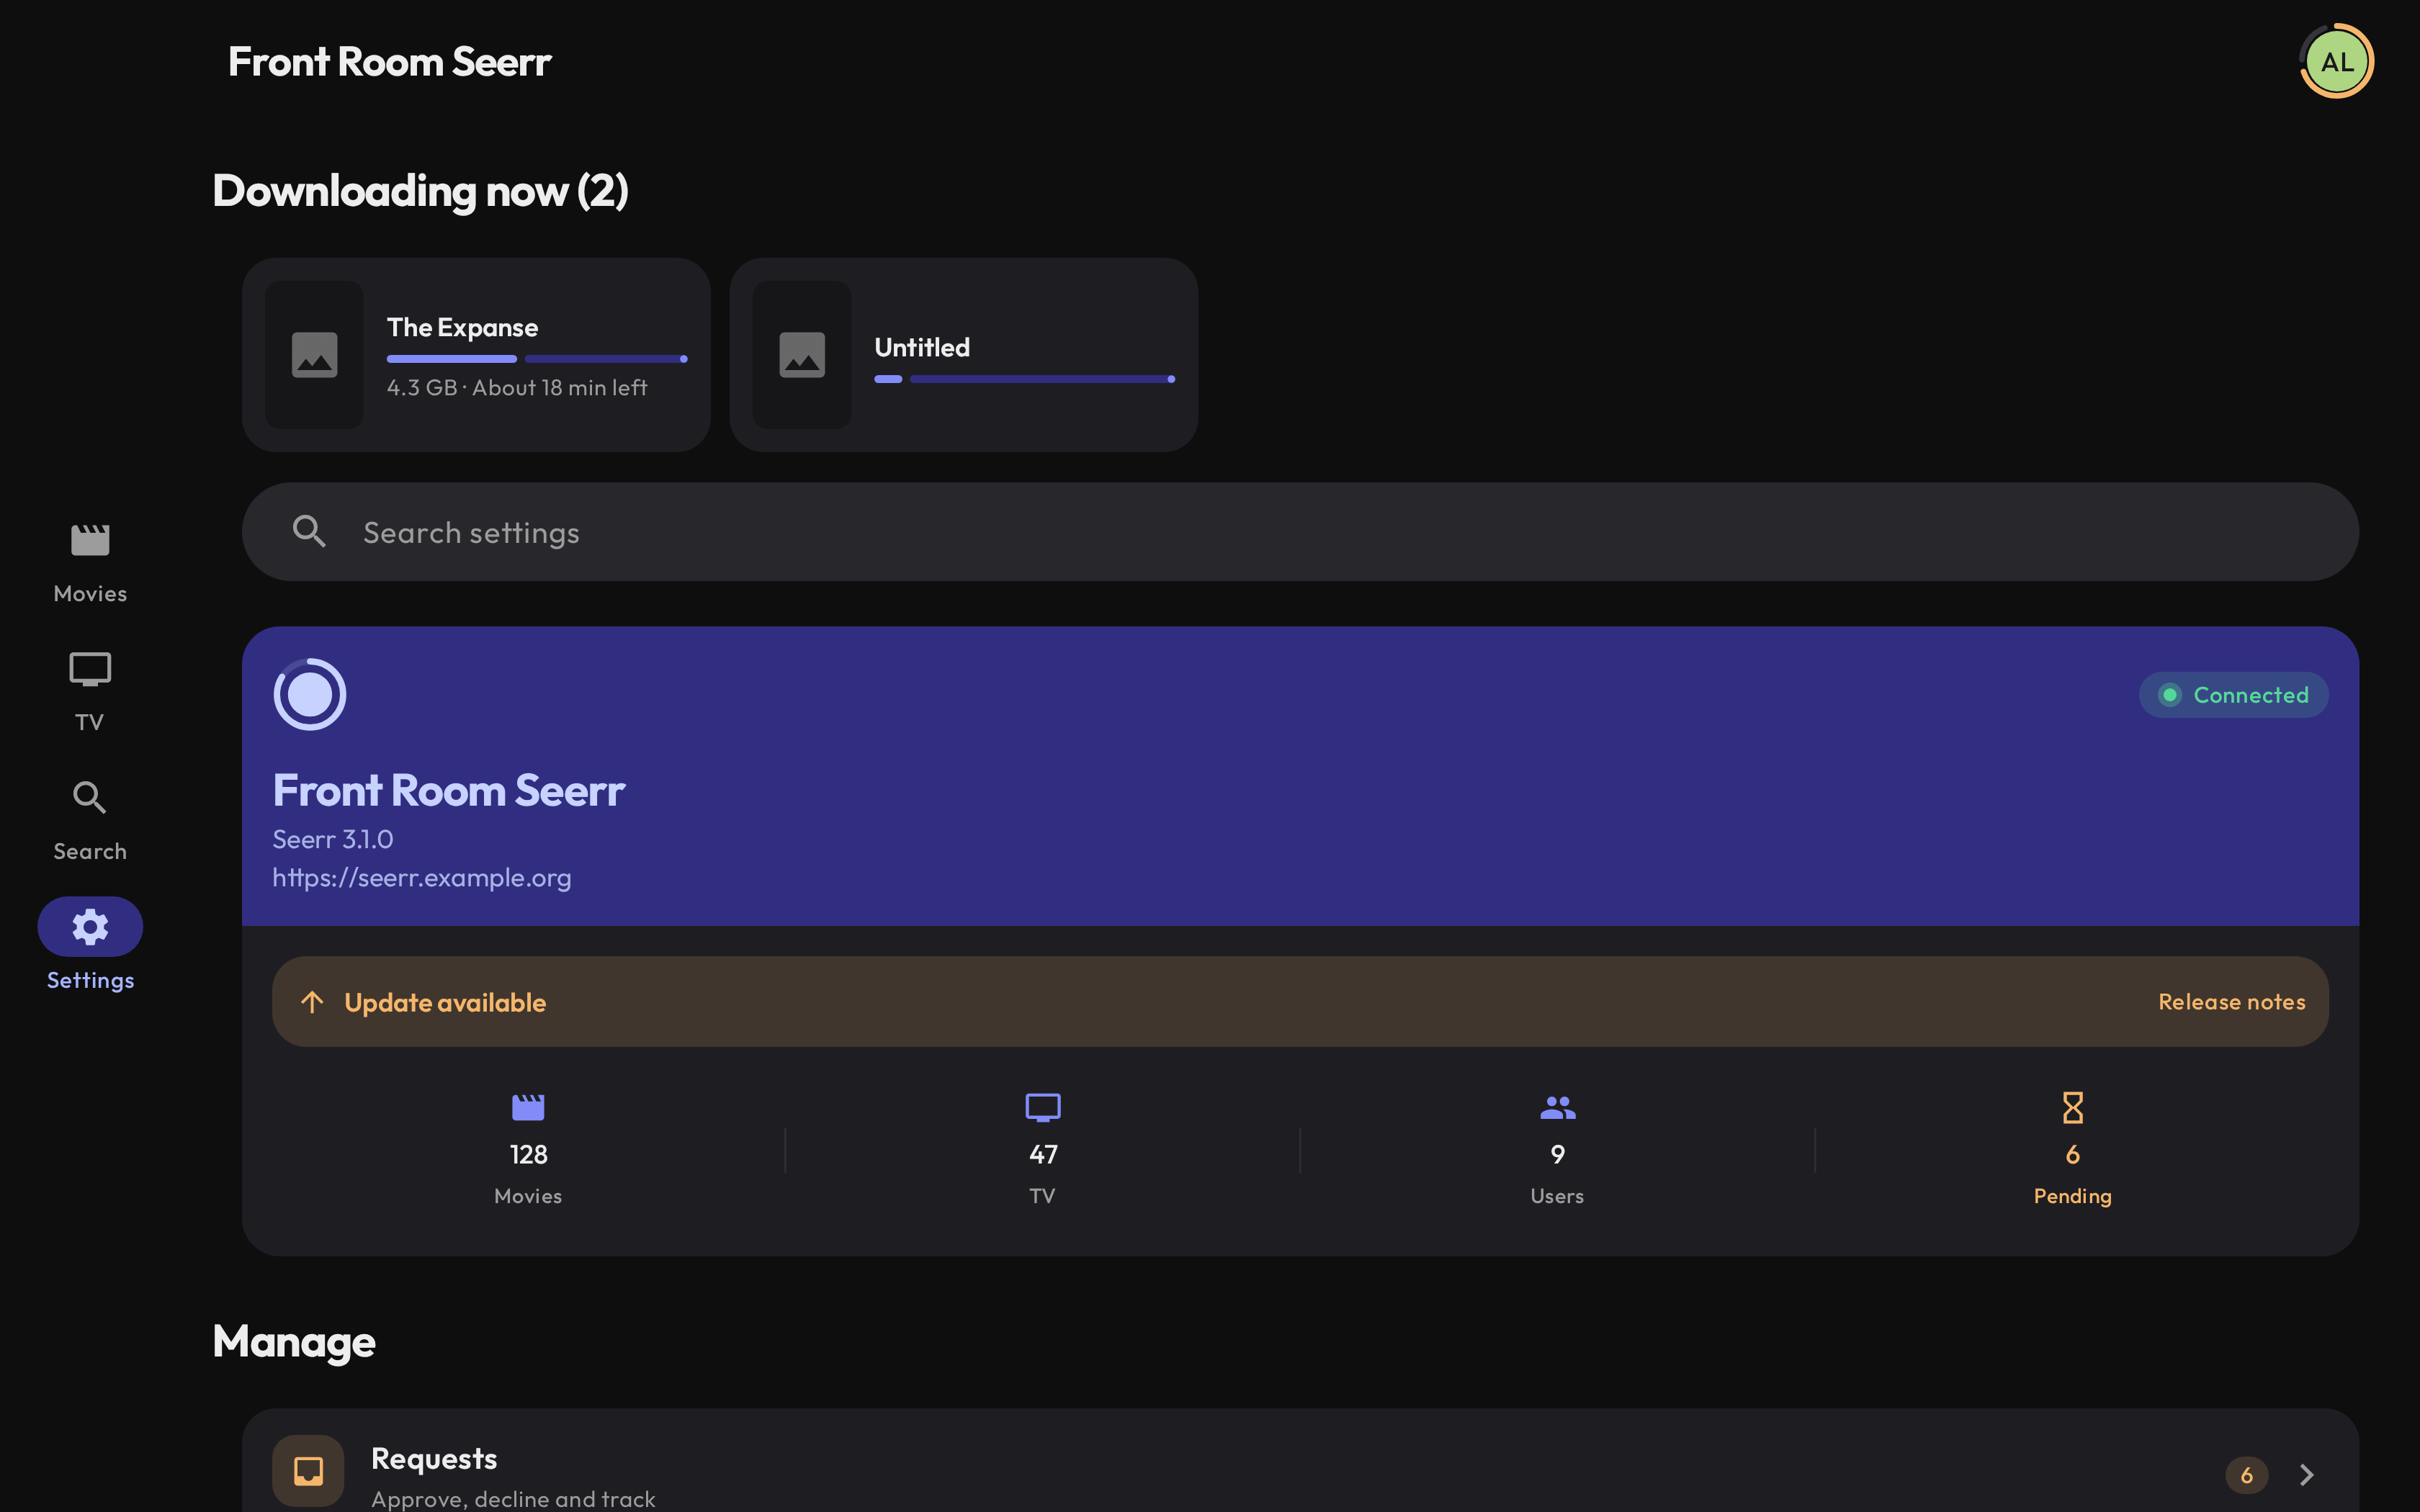 Front Room Seerr
AL
Downloading now (2)
The Expanse
4.3 GB · About 18 min left
Untitled
Search settings
Movies
TV
Search
Settings
Connected
Front Room Seerr
Seerr 3.1.0
https://seerr.example.org
Update available
Release notes
128
Movies
47
TV
9
Users
6
Pending
Manage
Requests
Approve, decline and track
6